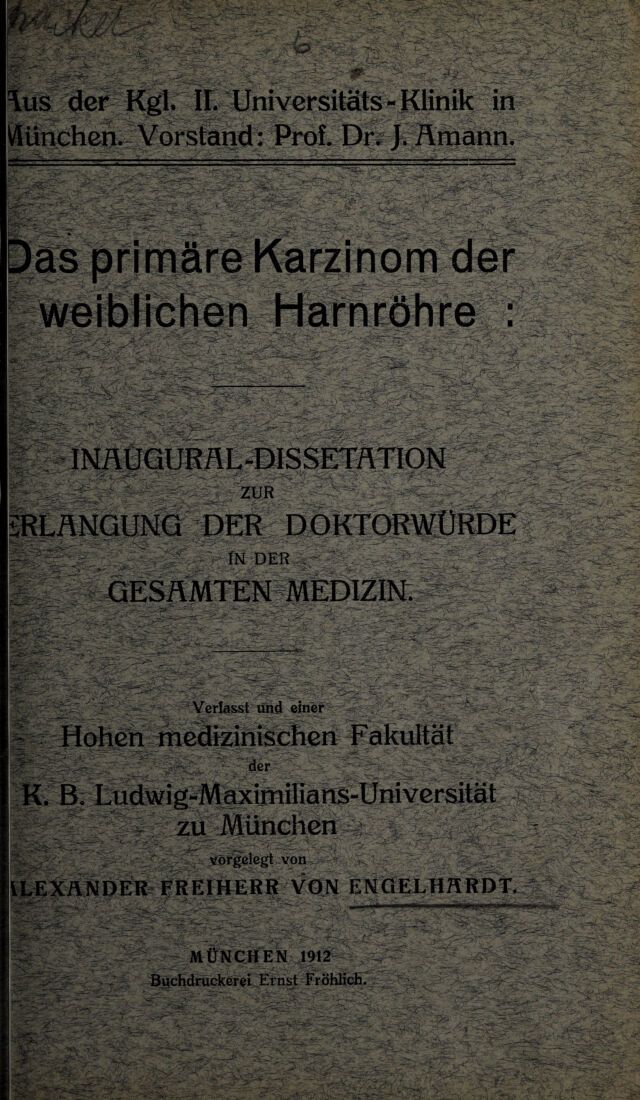 6
Aus der Kgl. II. Universitäts-Klinik in
München. Vorstand: Prof. Dr. J. Amann.
Das primäre Karzinom der
weiblichen Harnröhre :
INAUGURAL-DISSETATION
ZUR
ERLANGUNG DER DOKTORWÜRDE
IN DER
GESAMTEN MEDIZIN.
Verfasst und einer
Hohen medizinischen Fakultät
der
K. B. Ludwig-Maximilians-Universität
zu München
vorgelegt von
ALEXANDER FREIHERR VON ENGELHARDT.
MÜNCHEN 1912
Buchdruckerei Ernst Fröhlich.